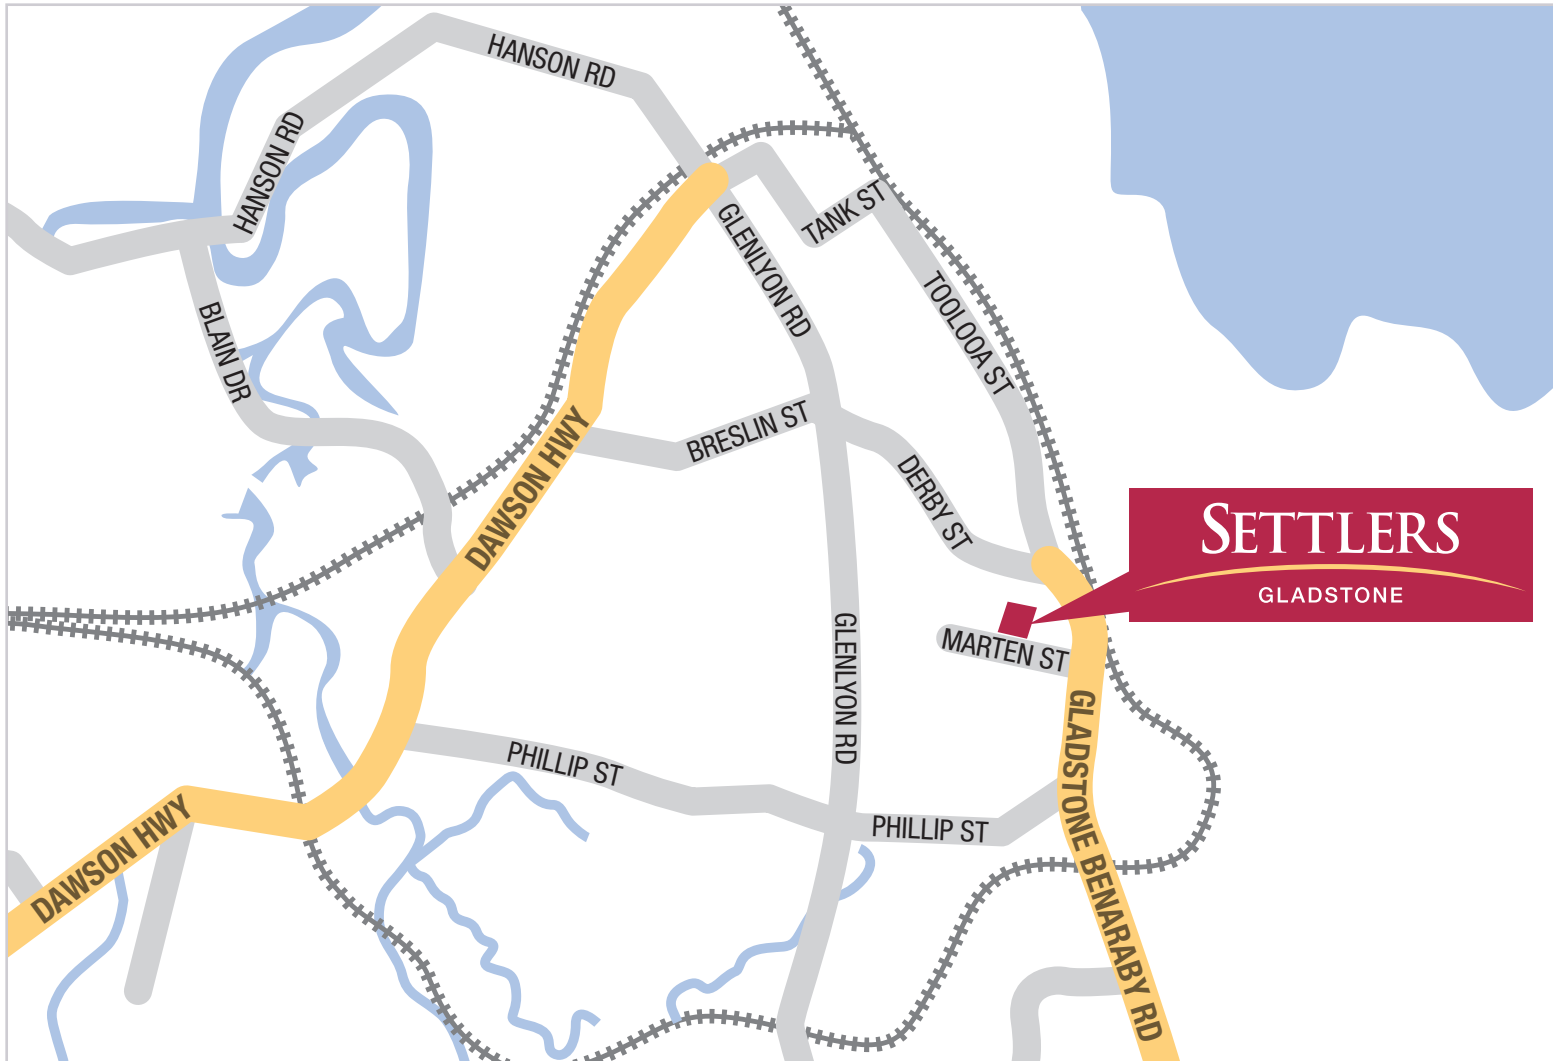 HANSON RD
HANSON RD
TANK ST
GLENLYON RD
TOOLOOA ST
BLAIN DR
BRESLIN ST
DAWSON HWY
DERBY ST
SETTLERS
GLADSTONE
MARTEN ST
GLENLYON RD
PHILLIP ST
PHILLIP ST
DAWSON HWY
GLADSTONE BENARABY RD